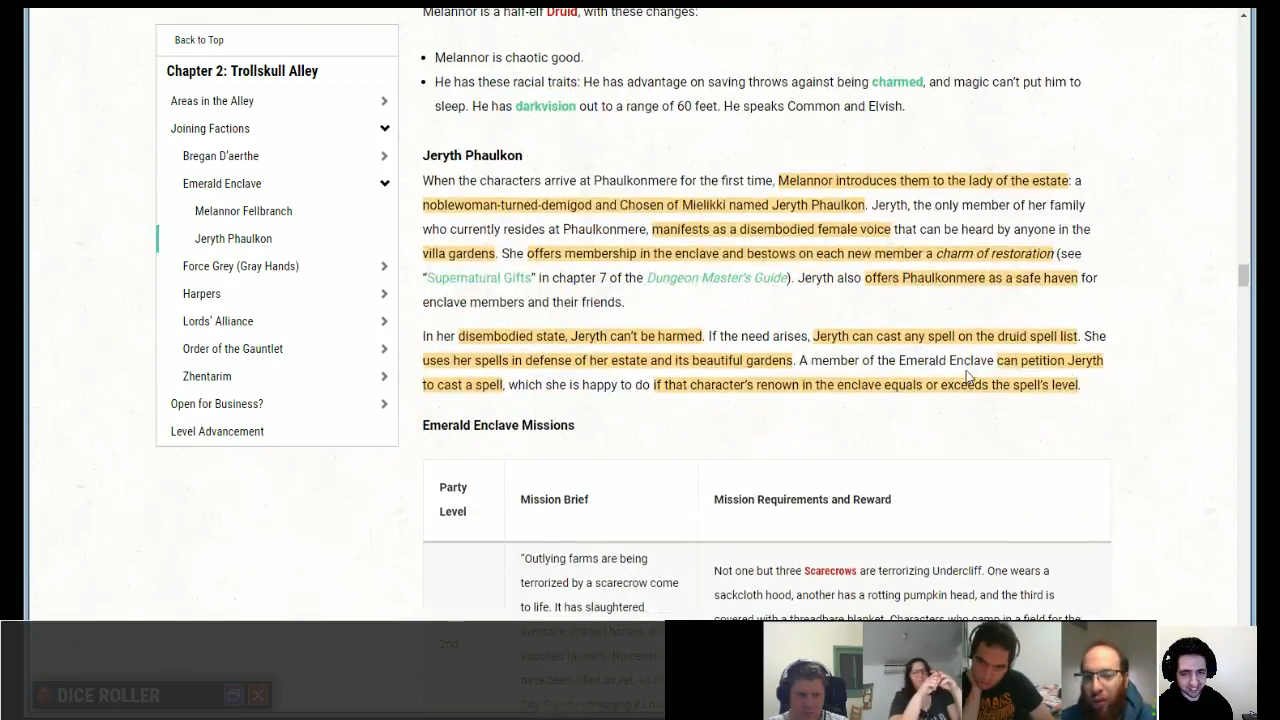 Melannor is a half-elf Druid, with these changes:
Back to Top
Chapter 2: Trollskull Alley
Areas in the Alley
Joining Factions
Bregan D'aerthe
Emerald Enclave
Melannor Fellbranch
Jeryth Phaulkon
Force Grey (Gray Hands)
Harpers
Lords' Alliance
Order of the Gauntlet
Zhentarim
Open for Business?
Level Advancement
• Melannor is chaotic good.
• He has these racial traits: He has advantage on saving throws against being charmed, and magic can't put him to
sleep. He has darkvision out to a range of 60 feet. He speaks Common and Elvish.
Jeryth Phaulkon
When the characters arrive at Phaulkonmere for the first time, Melannor introduces them to the lady of the estate: a
noblewoman-turned-demigod and Chosen of Mielikki named Jeryth Phaulkon. Jeryth, the only member of her family
who currently resides at Phaulkonmere, manifests as a disembodied female voice that can be heard by anyone in the
villa gardens. She offers membership in the enclave and bestows on each new member a charm of restoration (see
"Supernatural Gifts" in chapter 7 of the Dungeon Master's Guide). Jeryth also offers Phaulkonmere as a safe haven for
enclave members and their friends.
In her disembodied state, Jeryth can't be harmed. If the need arises, Jeryth can cast any spell on the druid spell list. She
uses her spells in defense of her estate and its beautiful gardens. A member of the Emerald Enclave can petition Jeryth
to cast a spell, which she is happy to do if that character's renown in the enclave equals or exceeds the spell's level.
Emerald Enclave Missions
Party
Level
Mission Brief
Mission Requirements and Reward
2nd
"Outlying farms are being
terrorized by a scarecrow come
to life. It has slaughtered
Not one but three Scarecrows are terrorizing Undercliff. One wears a
sackcloth hood, another has a rotting pumpkin head, and the third is
covered with a threadbare blanket. Characters who camp in a field for the
DICE ROLLER